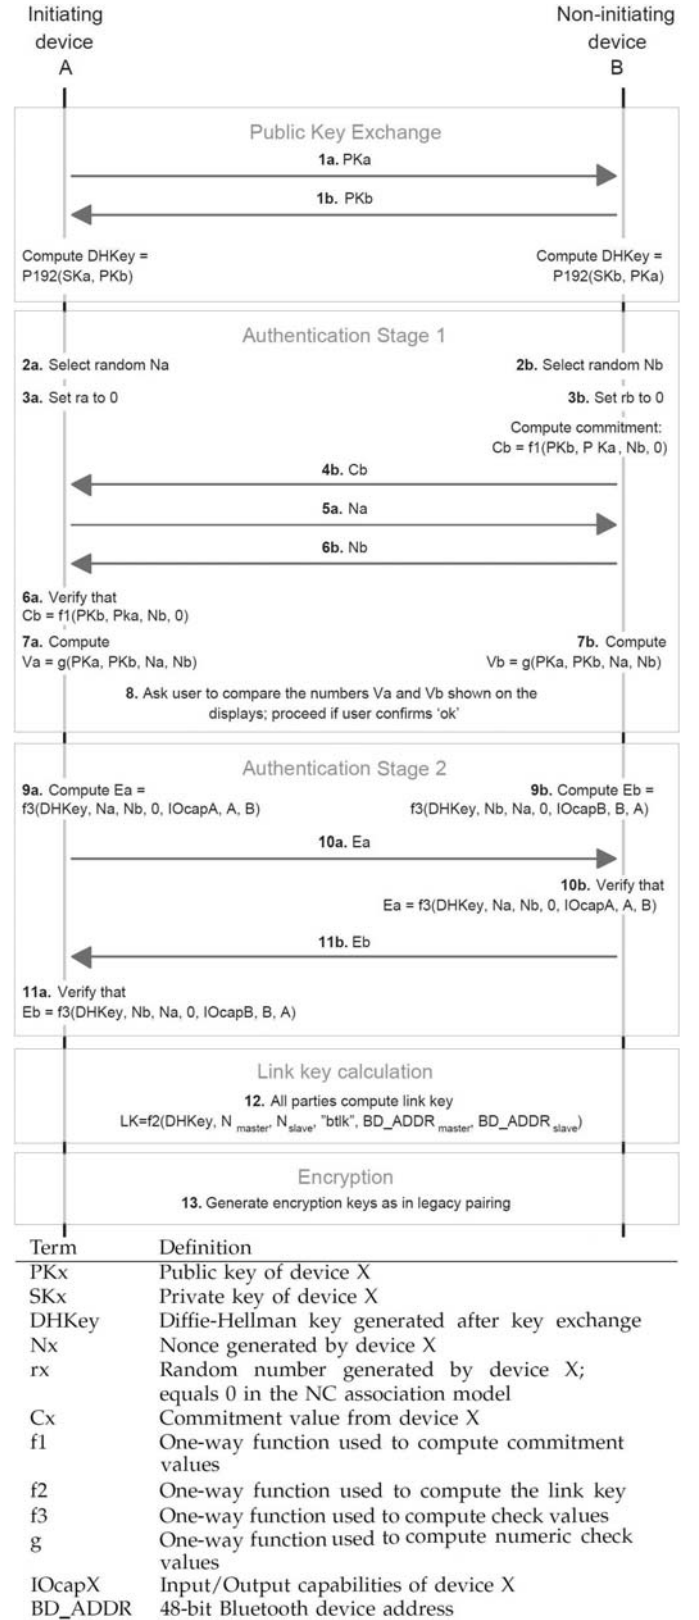 Initiating
device
A
Non-initiating
device
B
Public Key Exchange
1a. PKa
1b. PKb
Compute DHKey =
P192(SKa, PKb)
Compute DHKey =
P192(SKb, PKa)
Authentication Stage 1
2a. Select random Na
2b. Select random Nb
3a. Set ra to 0
3b. Set rb to 0
Compute commitment:
Cb = f1(PKb, P Ka, Nb, 0)
4b. Cb
5a. Na
6b. Nb
6a. Verify that
Cb = f1(PKb, Pka, Nb, 0)
7a. Compute
Va = g(PKa, PKb, Na, Nb)
7b. Compute
Vb = g(PKa, PKb, Na, Nb)
8. Ask user to compare the numbers Va and Vb shown on the
displays; proceed if user confirms 'ok'
Authentication Stage 2
9a. Compute Ea =
f3(DHKey, Na, Nb, 0, IOcapA, A, B)
9b. Compute Eb =
f3(DHKey, Nb, Na, 0, IOcapB, B, A)
10a. Ea
10b. Verify that
Ea = f3(DHKey, Na, Nb, 0, IOcapA, A, B)
11b. Eb
11a. Verify that
Eb = f3(DHKey, Nb, Na, 0, IOcapB, B, A)
Link key calculation
12. All parties compute link key
LK=f2(DHKey, N master, N slave, "btlk", BD_ADDR master, BD_ADDR slave)
Encryption
13. Generate encryption keys as in legacy pairing
Term Definition
PKx Public key of device X
SKx Private key of device X
DHKey Diffie-Hellman key generated after key exchange
Nx Nonce generated by device X
rx Random number generated by device X;
equals 0 in the NC association model
Cx Commitment value from device X
f1 One-way function used to compute commitment
values
f2 One-way function used to compute the link key
f3 One-way function used to compute check values
g One-way function used to compute numeric check
values
IOcapX Input/Output capabilities of device X
BD_ADDR 48-bit Bluetooth device address